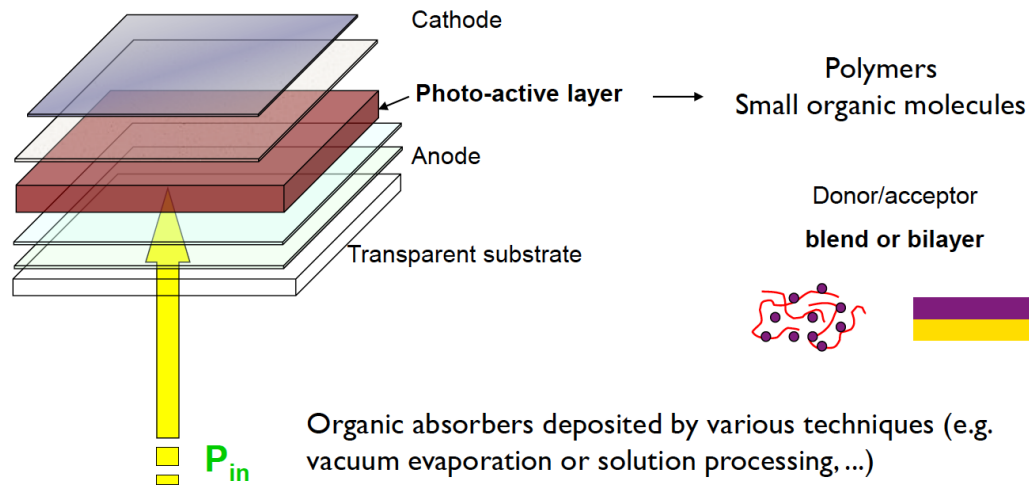 Cathode
Photo-active layer
Polymers
Small organic molecules
Anode
Donor/acceptor
blend or bilayer
Transparent substrate
Organic absorbers deposited by various techniques (e.g.
vacuum evaporation or solution processing, ...)
Pin